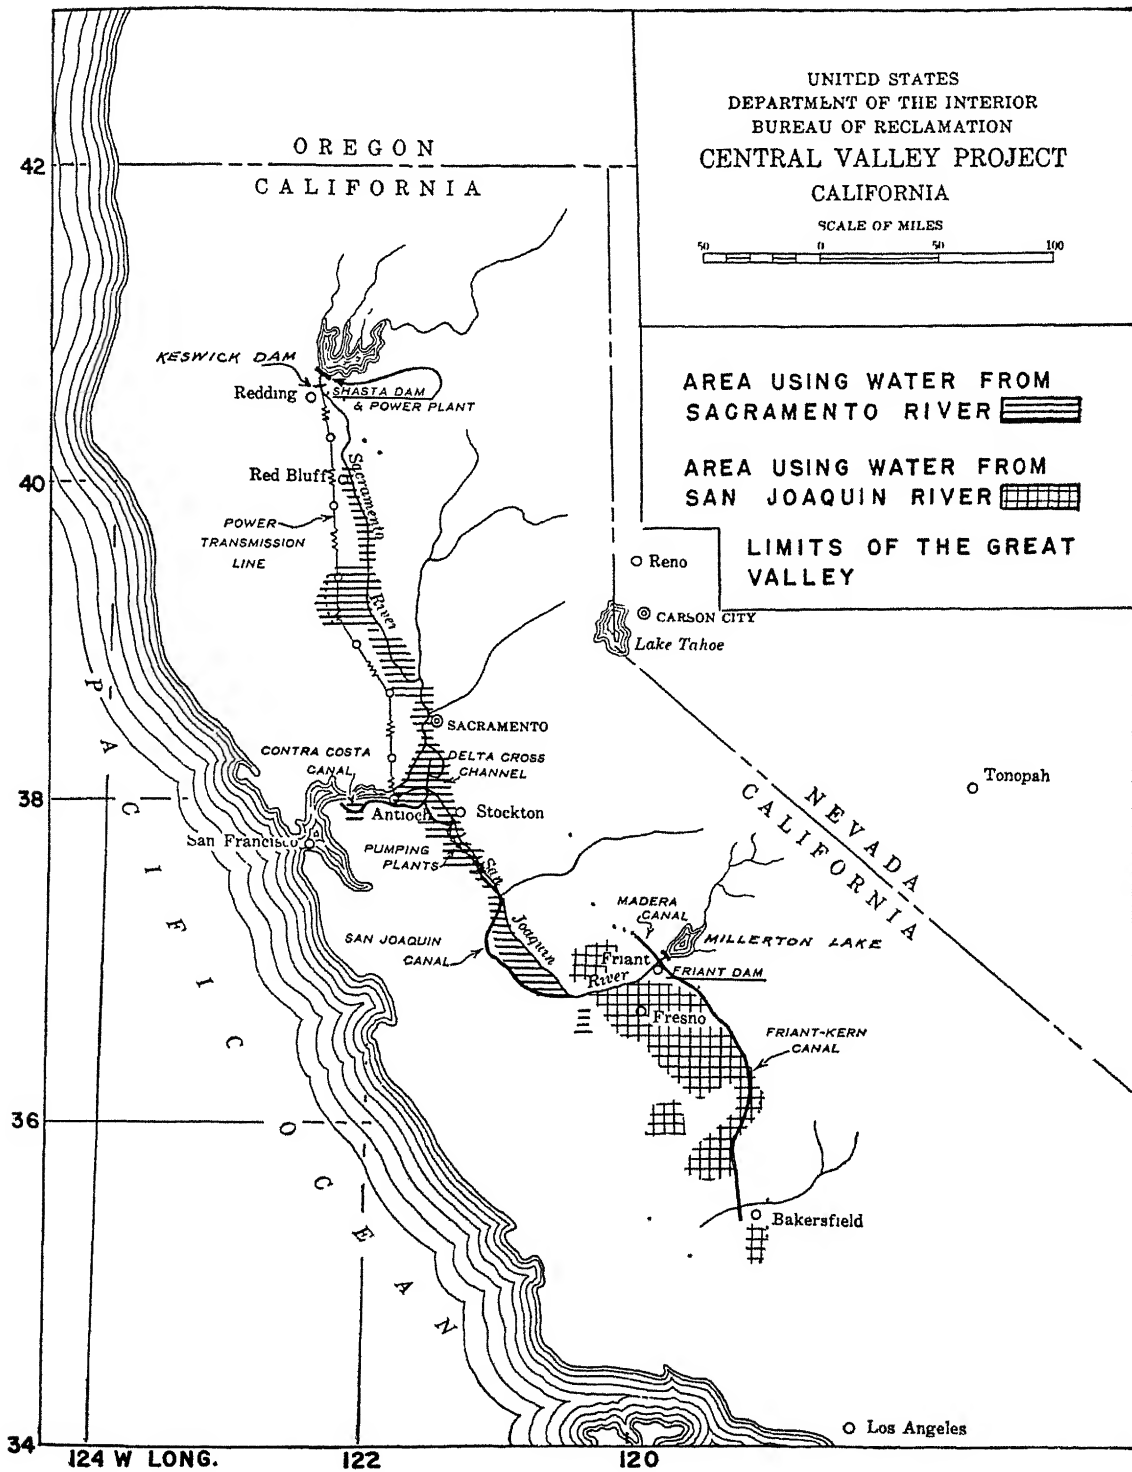 UNITED STATES
DEPARTMENT OF THE INTERIOR
BUREAU OF RECLAMATION
CENTRAL VALLEY PROJECT
CALIFORNIA
SCALE OF MILES
50 0 50 100
AREA USING WATER FROM
SACRAMENTO RIVER
AREA USING WATER FROM
SAN JOAQUIN RIVER
LIMITS OF THE GREAT
VALLEY
42
OREGON
CALIFORNIA
KESWICK DAM
Redding
SHASTA DAM
& POWER PLANT
40
Red Bluff
Sacramento
River
POWER
TRANSMISSION
LINE
Reno
CARSON CITY
Lake Tahoe
SACRAMENTO
CONTRA COSTA
CANAL
DELTA CROSS
CHANNEL
38
Antioch
Stockton
Tonopah
NEVADA
CALIFORNIA
San Francisco
PUMPING
PLANTS
San
Joaquin
River
SAN JOAQUIN
CANAL
MADERA
CANAL
MILLERTON LAKE
Friant
FRIANT DAM
Fresno
FRIANT-KERN
CANAL
36
PACIFIC OCEAN
Bakersfield
Los Angeles
34
124 W LONG. 122 120